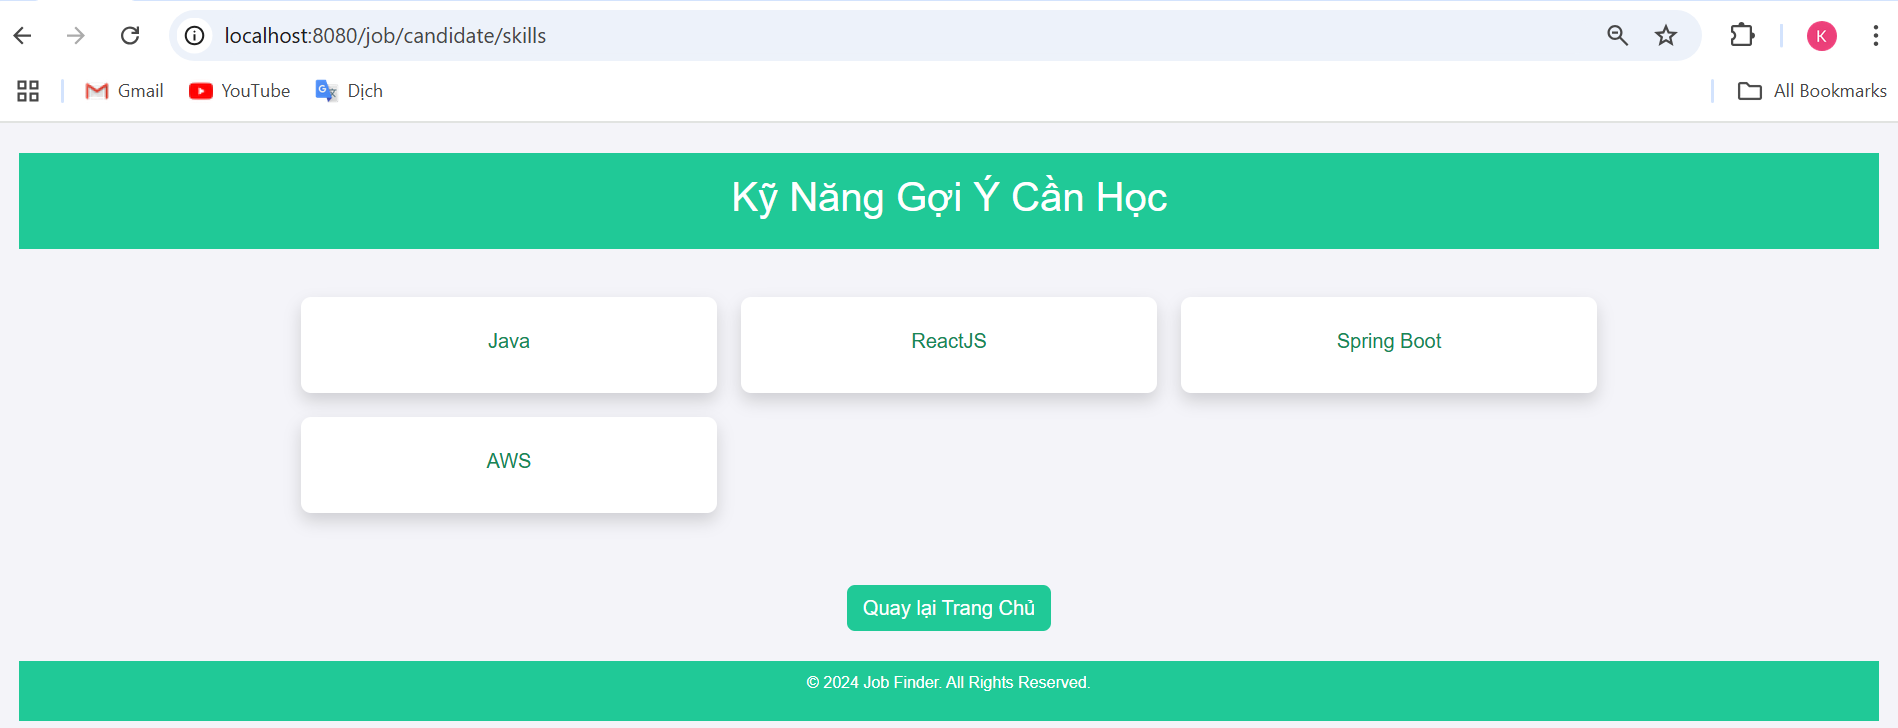 localhost:8080/job/candidate/skills
K
Gmail YouTube Dịch All Bookmarks
Kỹ Năng Gợi Ý Cần Học
Java ReactJS Spring Boot
AWS
Quay lại Trang Chủ
© 2024 Job Finder. All Rights Reserved.